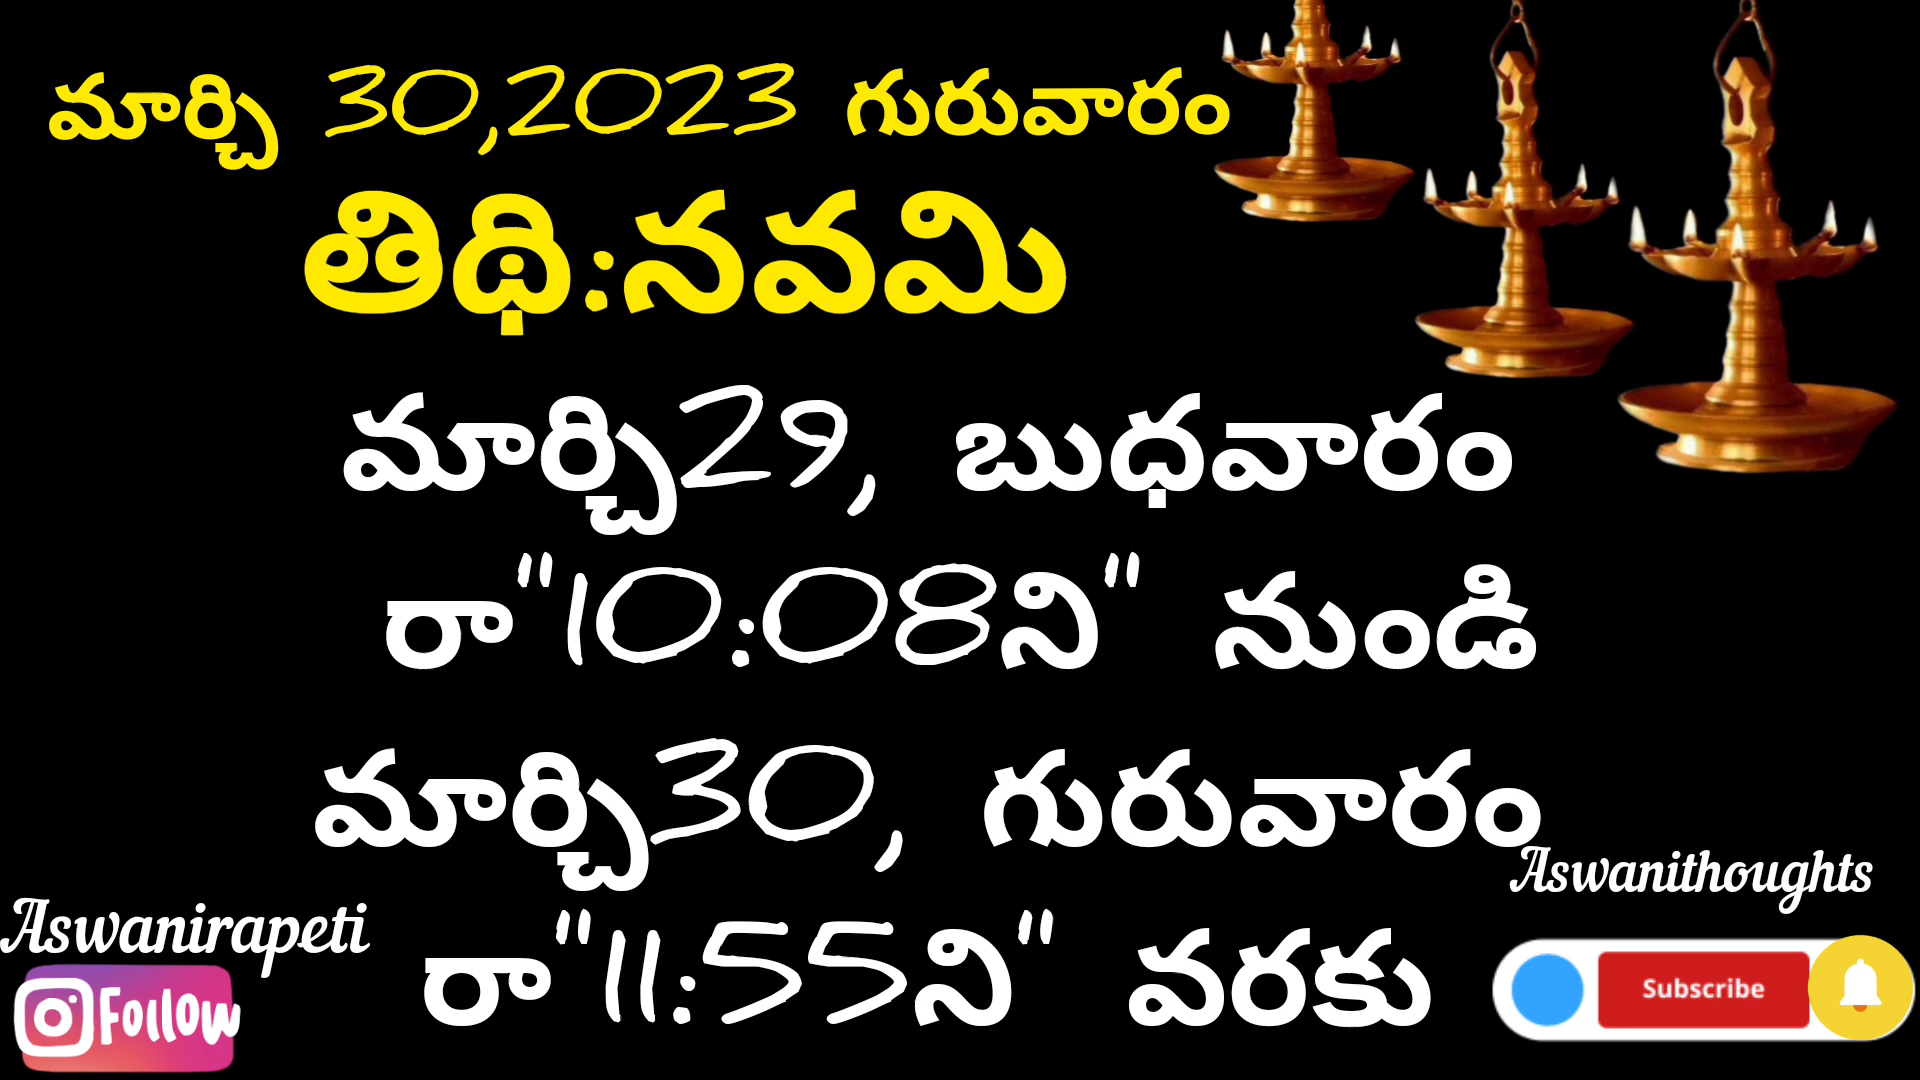 మార్చి 30,2023 గురువారం
తిథి:నవమి
మార్చి29, బుధవారం
రా"10:08ని" నుండి
మార్చి30, గురువారం
రా"11:55ని" వరకు
Aswanithoughts
Aswanirapeti
Follow
Subscribe